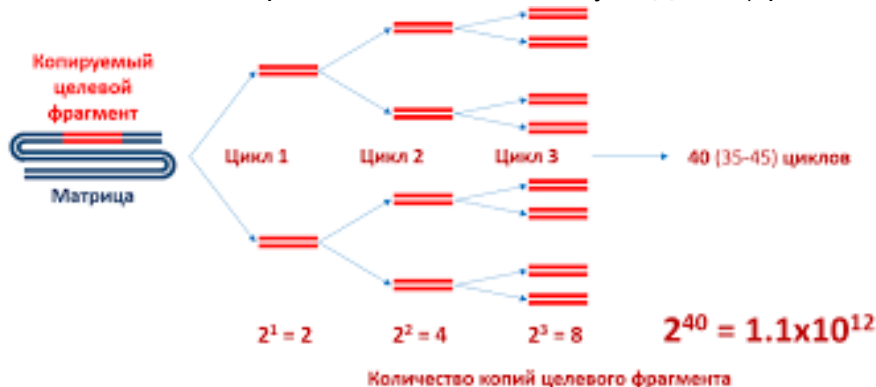 Копируемый
целевой
фрагмент
Матрица
Цикл 1
Цикл 2
Цикл 3
40 (35-45) циклов
2¹ = 2
2² = 4
2³ = 8
2⁴⁰ = 1.1x10¹²
Количество копий целевого фрагмента